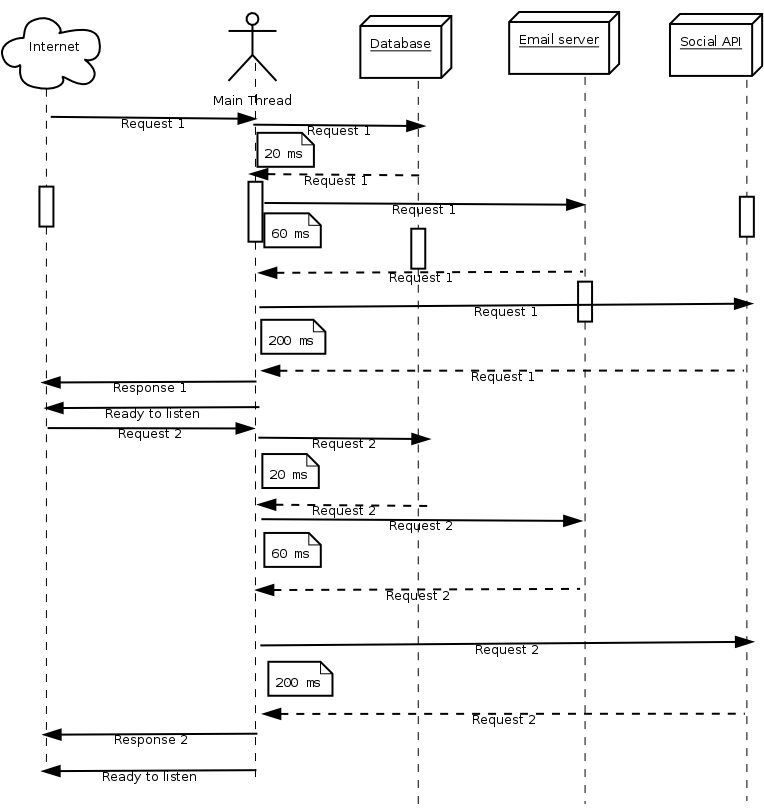 Internet
Main Thread
Database
Email server
Social API
Request 1
Request 1
20 ms
Request 1
Request 1
60 ms
Request 1
Request 1
200 ms
Request 1
Response 1
Ready to listen
Request 2
Request 2
20 ms
Request 2
Request 2
60 ms
Request 2
Request 2
200 ms
Request 2
Response 2
Ready to listen